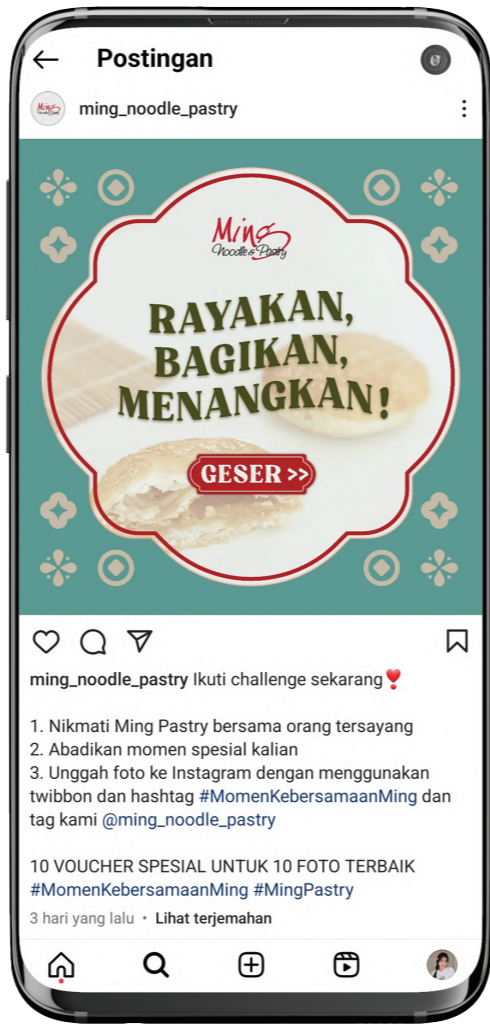 Postingan
Ming
ming_noodle_pastry
Ming
Noodle & Pastry
RAYAKAN,
BAGIKAN,
MENANGKAN!
GESER >>
ming_noodle_pastry Ikuti challenge sekarang❣️
1. Nikmati Ming Pastry bersama orang tersayang
2. Abadikan momen spesial kalian
3. Unggah foto ke Instagram dengan menggunakan
twibbon dan hashtag #MomenKebersamaanMing dan
tag kami @ming_noodle_pastry
10 VOUCHER SPESIAL UNTUK 10 FOTO TERBAIK
#MomenKebersamaanMing #MingPastry
3 hari yang lalu • Lihat terjemahan